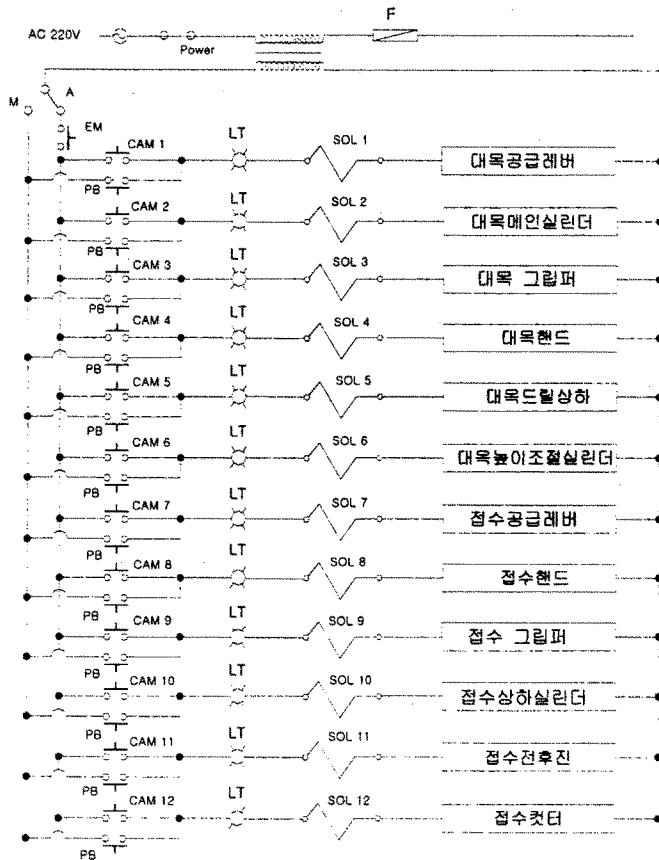 F
AC 220V
Power
M
A
EM
CAM 1
LT
SOL 1
대목공급레버
PB
CAM 2
LT
SOL 2
대목메인실린더
PB
CAM 3
LT
SOL 3
대목 그립퍼
PB
CAM 4
LT
SOL 4
대목핸드
PB
CAM 5
LT
SOL 5
대목드릴상하
PB
CAM 6
LT
SOL 6
대목높이조절실린더
PB
CAM 7
LT
SOL 7
접수공급레버
PB
CAM 8
LT
SOL 8
접수핸드
PB
CAM 9
LT
SOL 9
접수 그립퍼
PB
CAM 10
LT
SOL 10
접수상하실린더
PB
CAM 11
LT
SOL 11
접수전후진
PB
CAM 12
LT
SOL 12
접수컷터
PB